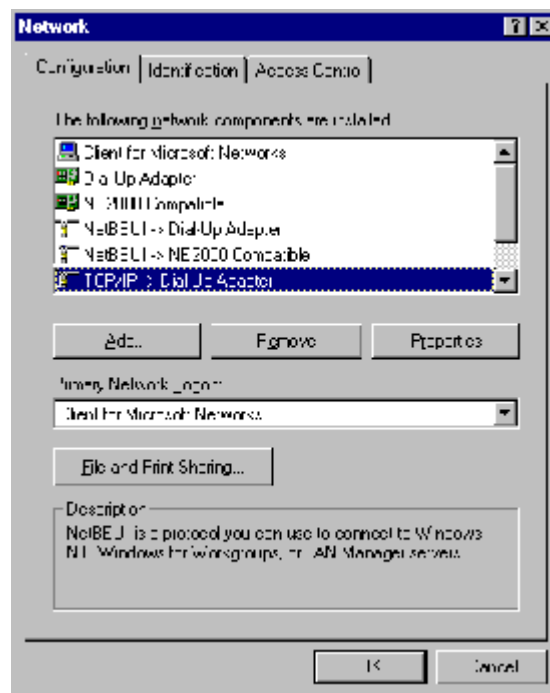 Network
Configuration Identification Access Control
The following network components are installed
Client for Microsoft Networks
Dial-Up Adapter
NE2000 Compatible
NetBEUI -> Dial-Up Adapter
NetBEUI -> NE2000 Compatible
TCP/IP -> Dial-Up Adapter
Add... Remove Properties
Primary Network Logon:
Client for Microsoft Networks
File and Print Sharing...
Description
NetBEUI is a protocol you can use to connect to Windows
NT, Windows for Workgroups, or LAN Manager servers
OK Cancel